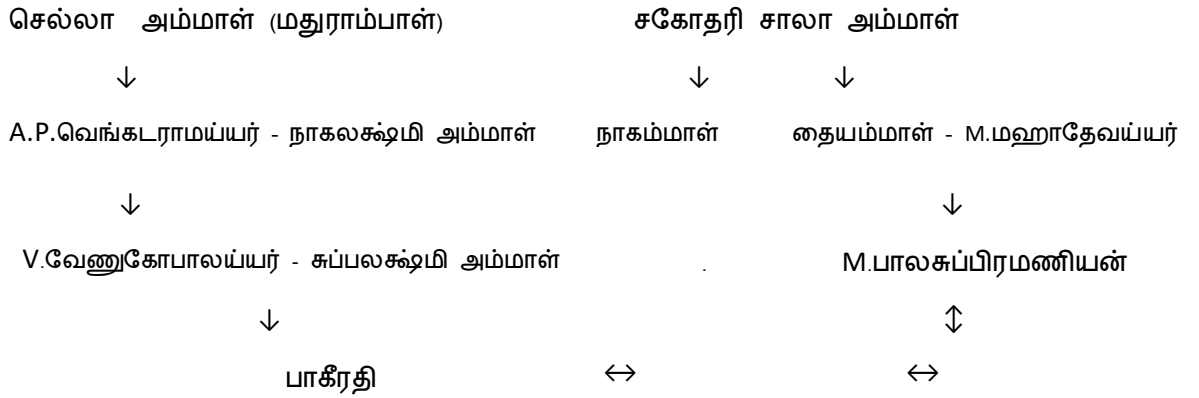 செல்லா அம்மாள் (மதுராம்பாள்) சகோதரி சாலா அம்மாள்
↓ ↓ ↓
A.P.வெங்கடராமய்யர் - நாகலக்ஷ்மி அம்மாள் நாகம்மாள் தையம்மாள் - M.மஹாதேவய்யர்
↓ ↓
V.வேணுகோபாலய்யர் - சுப்பலக்ஷ்மி அம்மாள் . M.பாலசுப்பிரமணியன்
↓ ↕
பாகீரதி ↔ ↔